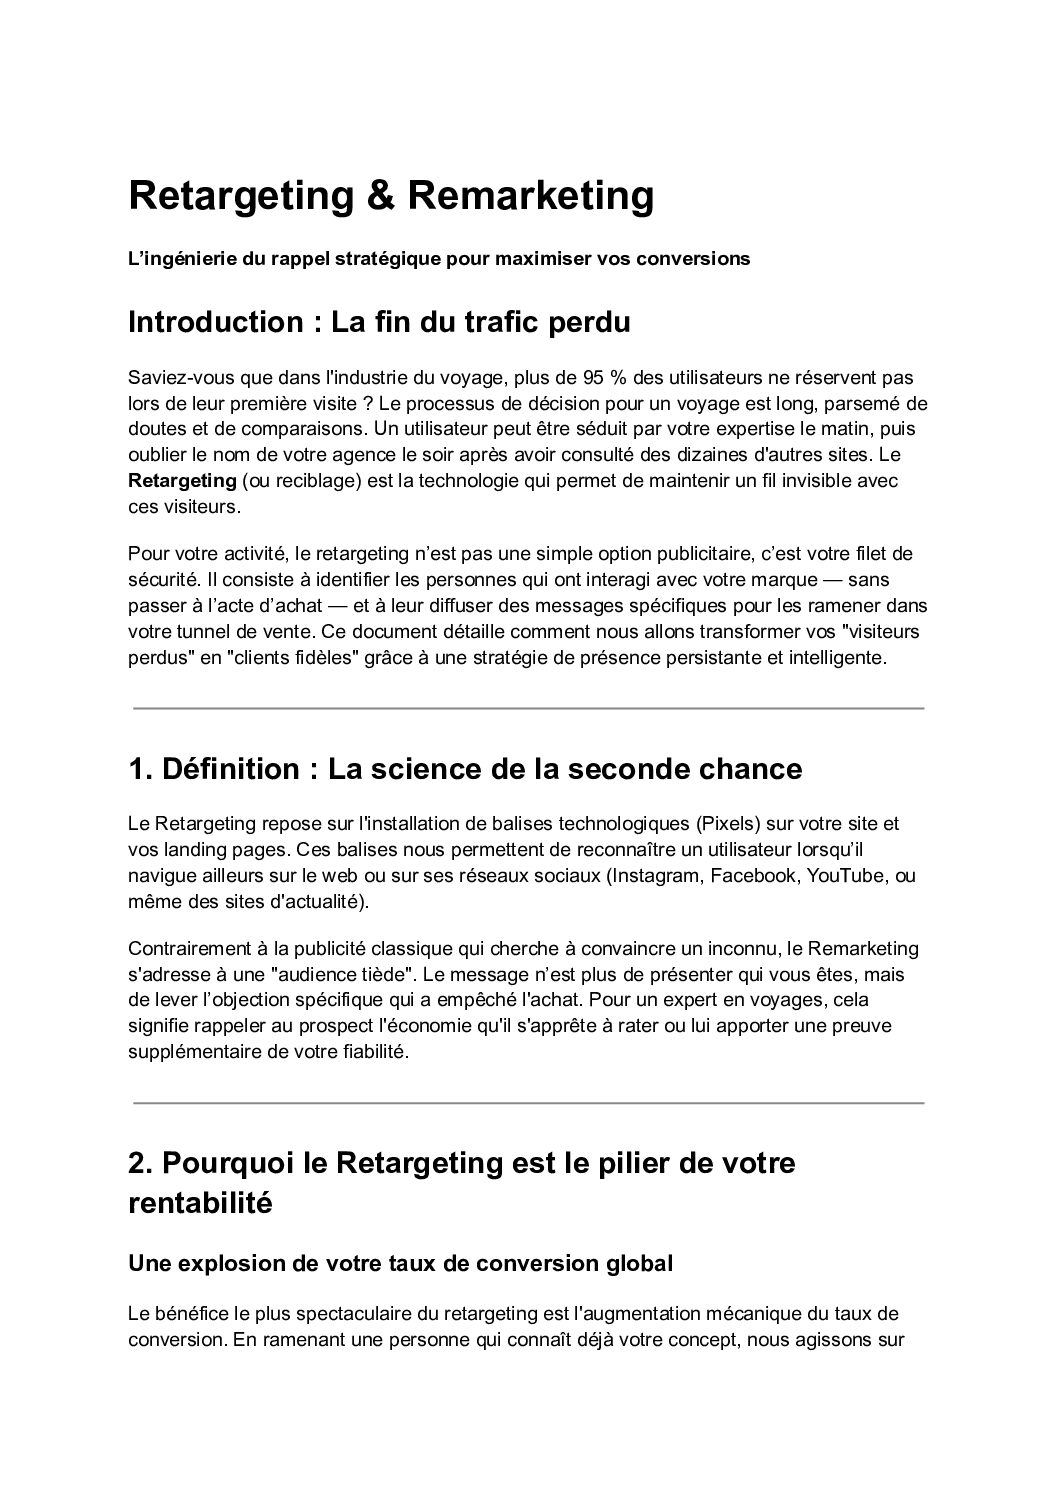 Retargeting & Remarketing
L’ingénierie du rappel stratégique pour maximiser vos conversions
Introduction : La fin du trafic perdu
Saviez-vous que dans l'industrie du voyage, plus de 95 % des utilisateurs ne réservent pas
lors de leur première visite ? Le processus de décision pour un voyage est long, parsemé de
doutes et de comparaisons. Un utilisateur peut être séduit par votre expertise le matin, puis
oublier le nom de votre agence le soir après avoir consulté des dizaines d'autres sites. Le
Retargeting (ou reciblage) est la technologie qui permet de maintenir un fil invisible avec
ces visiteurs.
Pour votre activité, le retargeting n’est pas une simple option publicitaire, c’est votre filet de
sécurité. Il consiste à identifier les personnes qui ont interagi avec votre marque — sans
passer à l’acte d’achat — et à leur diffuser des messages spécifiques pour les ramener dans
votre tunnel de vente. Ce document détaille comment nous allons transformer vos "visiteurs
perdus" en "clients fidèles" grâce à une stratégie de présence persistante et intelligente.
1. Définition : La science de la seconde chance
Le Retargeting repose sur l'installation de balises technologiques (Pixels) sur votre site et
vos landing pages. Ces balises nous permettent de reconnaître un utilisateur lorsqu’il
navigue ailleurs sur le web ou sur ses réseaux sociaux (Instagram, Facebook, YouTube, ou
même des sites d'actualité).
Contrairement à la publicité classique qui cherche à convaincre un inconnu, le Remarketing
s'adresse à une "audience tiède". Le message n’est plus de présenter qui vous êtes, mais
de lever l’objection spécifique qui a empêché l'achat. Pour un expert en voyages, cela
signifie rappeler au prospect l'économie qu'il s'apprête à rater ou lui apporter une preuve
supplémentaire de votre fiabilité.
2. Pourquoi le Retargeting est le pilier de votre
rentabilité
Une explosion de votre taux de conversion global
Le bénéfice le plus spectaculaire du retargeting est l'augmentation mécanique du taux de
conversion. En ramenant une personne qui connaît déjà votre concept, nous agissons sur